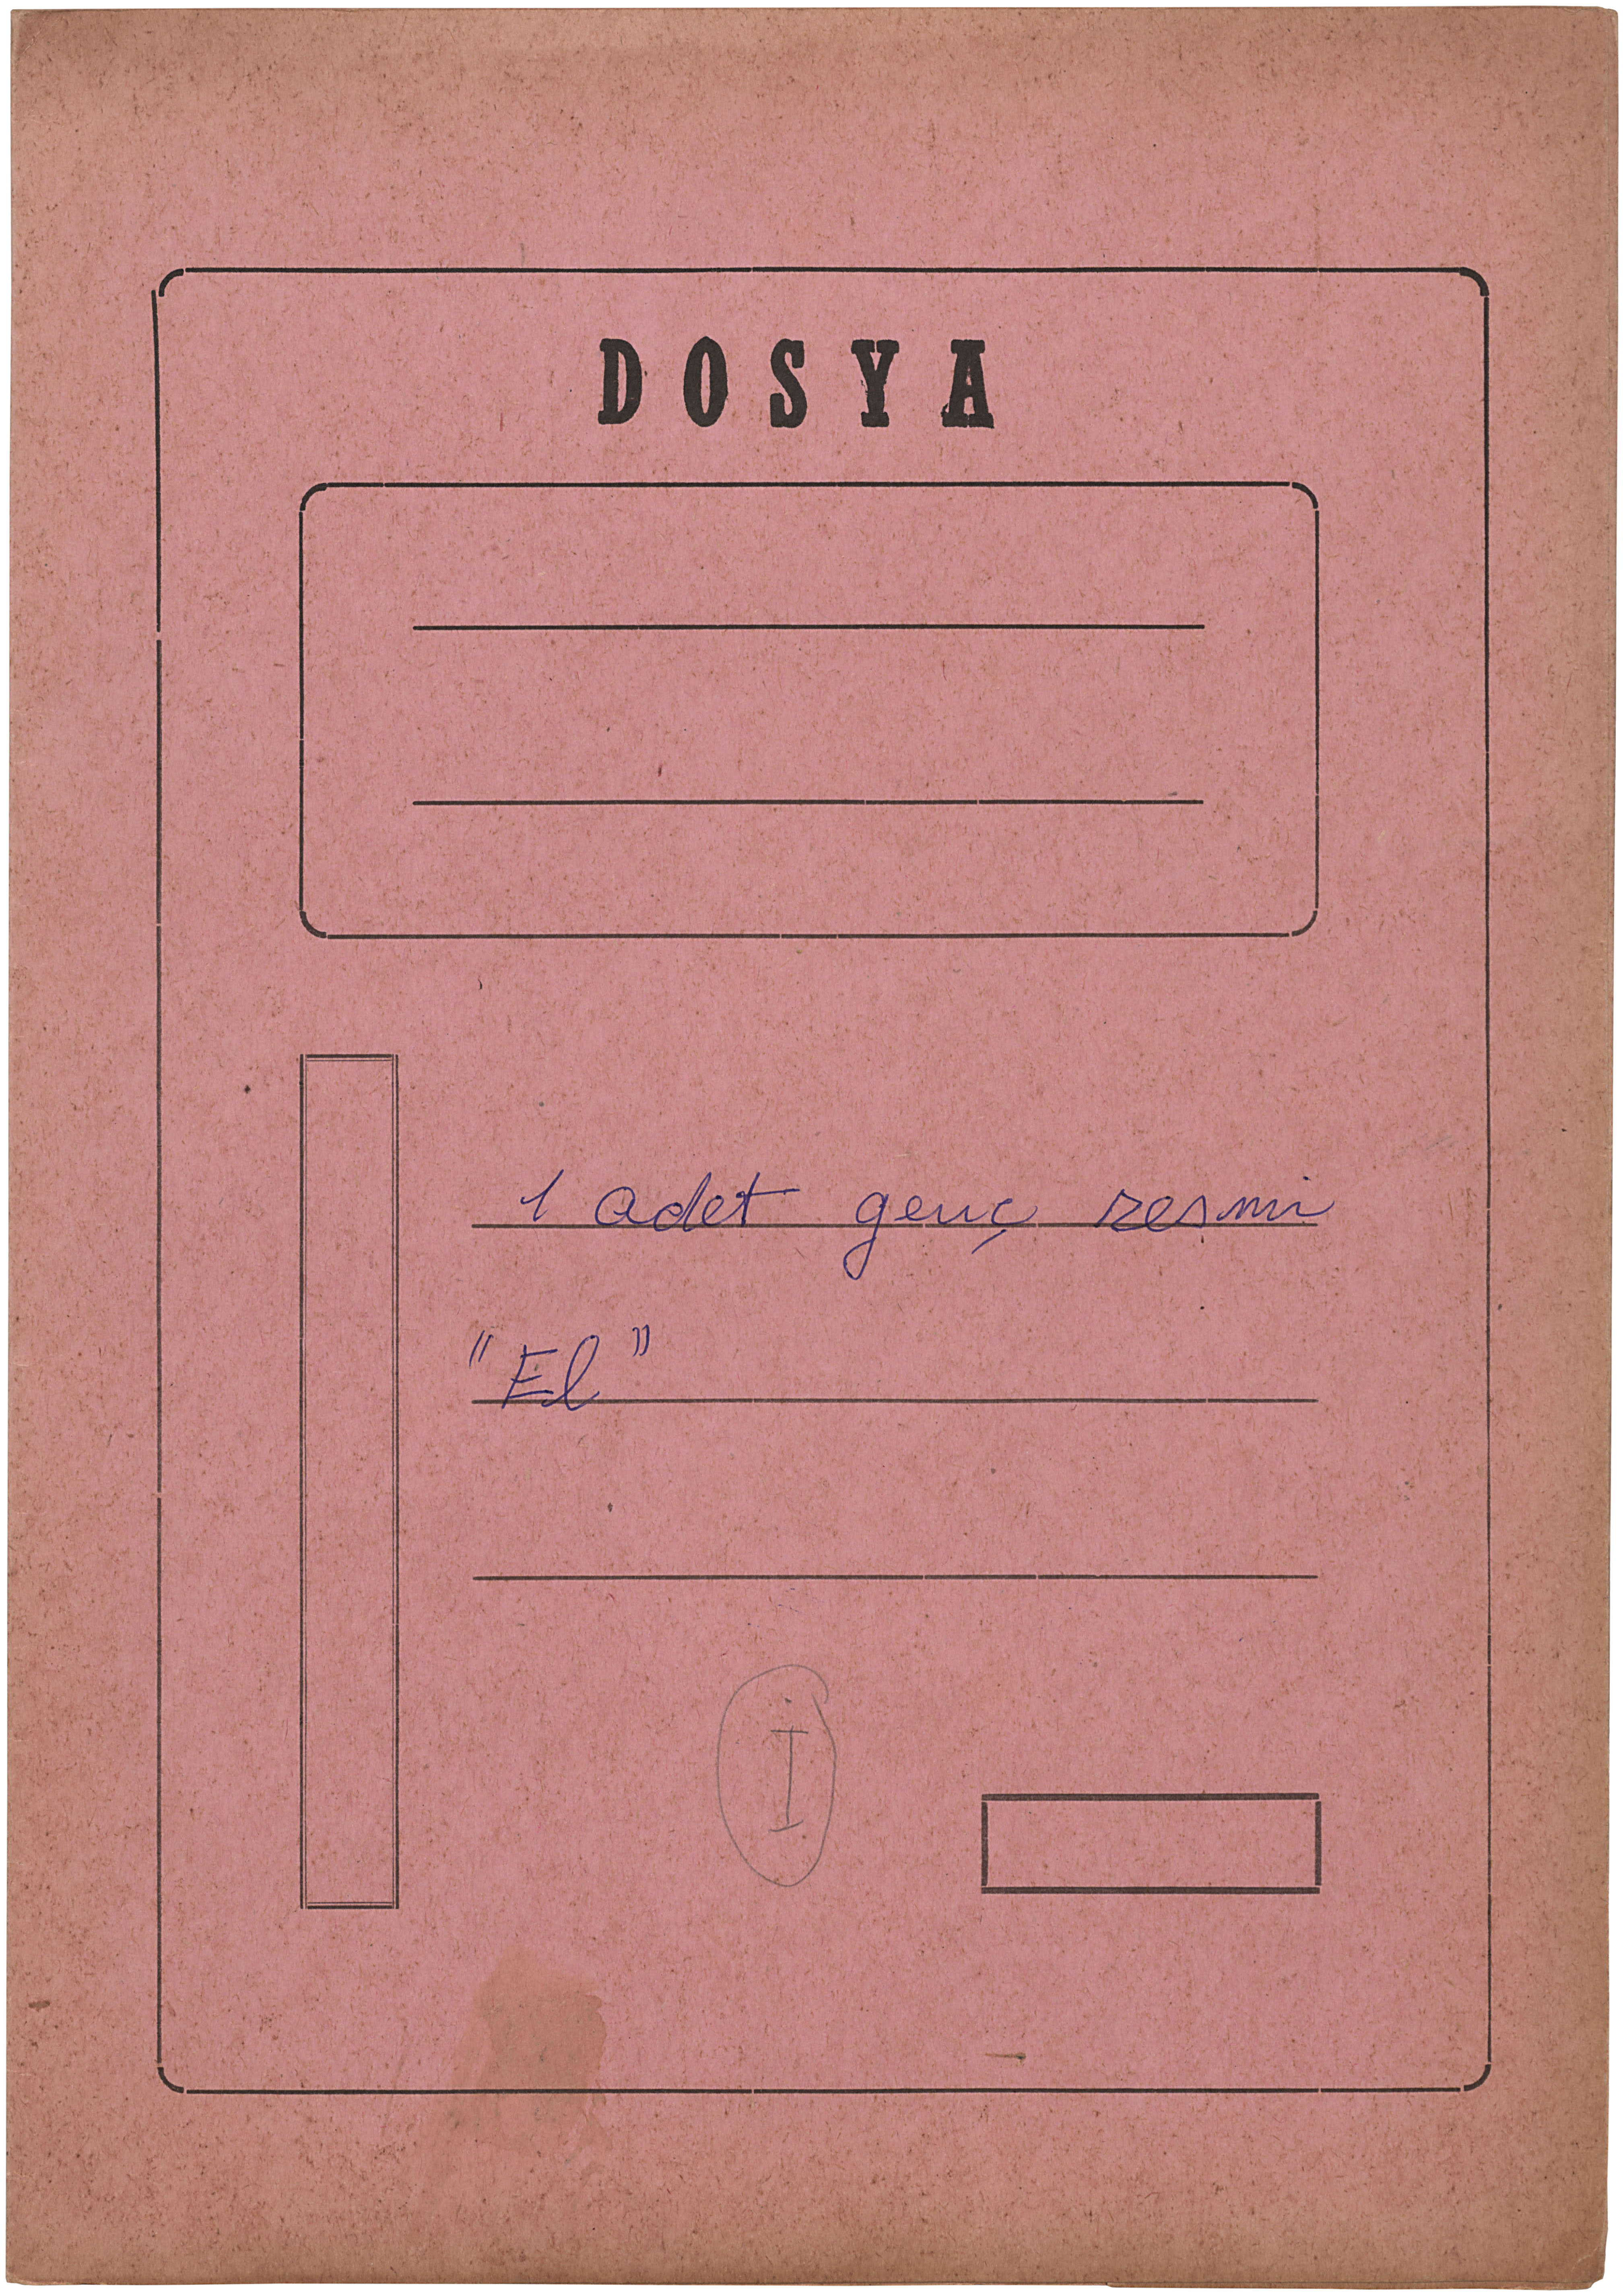 DOSYA
1 adet genç resmi
"El"
I